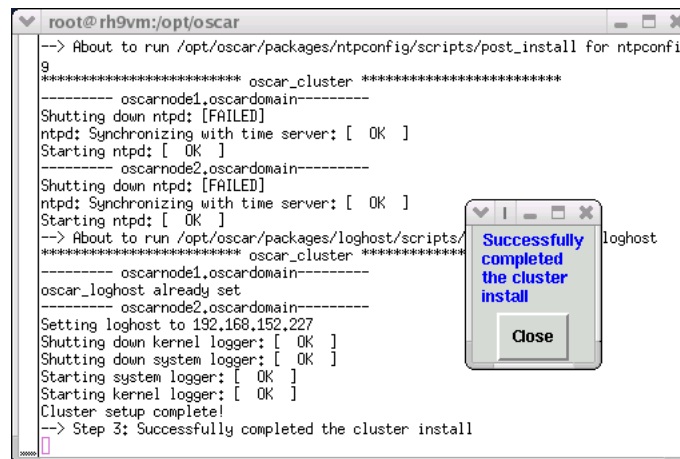 root@rh9vm:/opt/oscar
--> About to run /opt/oscar/packages/ntpconfig/scripts/post_install for ntpconfi
g
************************** oscar_cluster **************************
--------- oscarnode1.oscardomain---------
Shutting down ntpd: [FAILED]
ntpd: Synchronizing with time server: [  OK  ]
Starting ntpd: [  OK  ]
--------- oscarnode2.oscardomain---------
Shutting down ntpd: [FAILED]
ntpd: Synchronizing with time server: [  OK  ]
Starting ntpd: [  OK  ]
--> About to run /opt/oscar/packages/loghost/scripts/ loghost
************************** oscar_cluster **************
--------- oscarnode1.oscardomain---------
oscar_loghost already set
--------- oscarnode2.oscardomain---------
Setting loghost to 192.168.152.227
Shutting down kernel logger: [  OK  ]
Shutting down system logger: [  OK  ]
Starting system logger: [  OK  ]
Starting kernel logger: [  OK  ]
Cluster setup complete!
--> Step 3: Successfully completed the cluster install
Successfully
completed
the cluster
install
Close